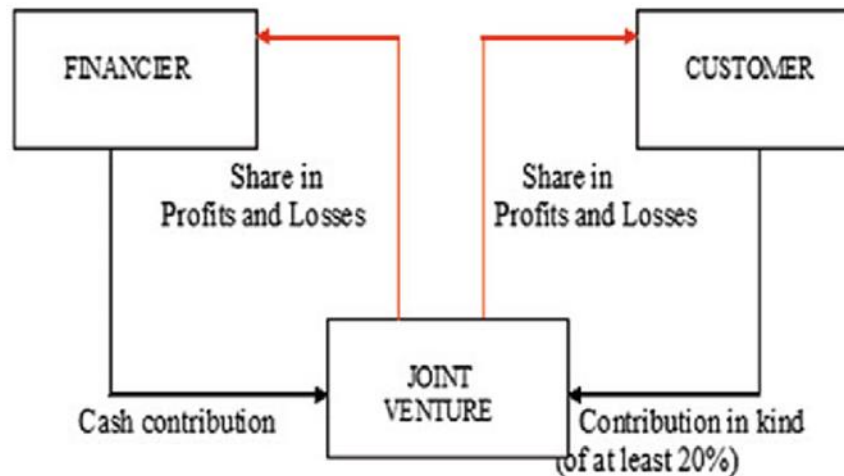 FINANCIER
CUSTOMER
Share in
Profits and Losses
Share in
Profits and Losses
JOINT
VENTURE
Cash contribution
Contribution in kind
(of at least 20%)